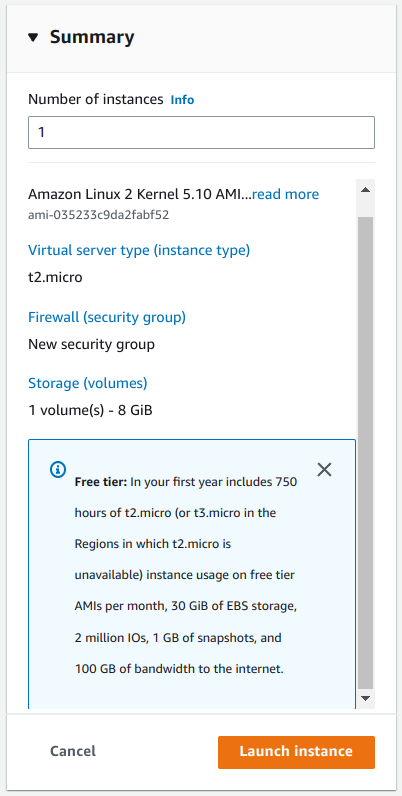 Summary
Number of instances Info
1
Amazon Linux 2 Kernel 5.10 AMI...read more
ami-035233c9da2fabf52
Virtual server type (instance type)
t2.micro
Firewall (security group)
New security group
Storage (volumes)
1 volume(s) - 8 GiB
Free tier: In your first year includes 750
hours of t2.micro (or t3.micro in the
Regions in which t2.micro is
unavailable) instance usage on free tier
AMIs per month, 30 GiB of EBS storage,
2 million IOs, 1 GB of snapshots, and
100 GB of bandwidth to the internet.
Cancel
Launch instance